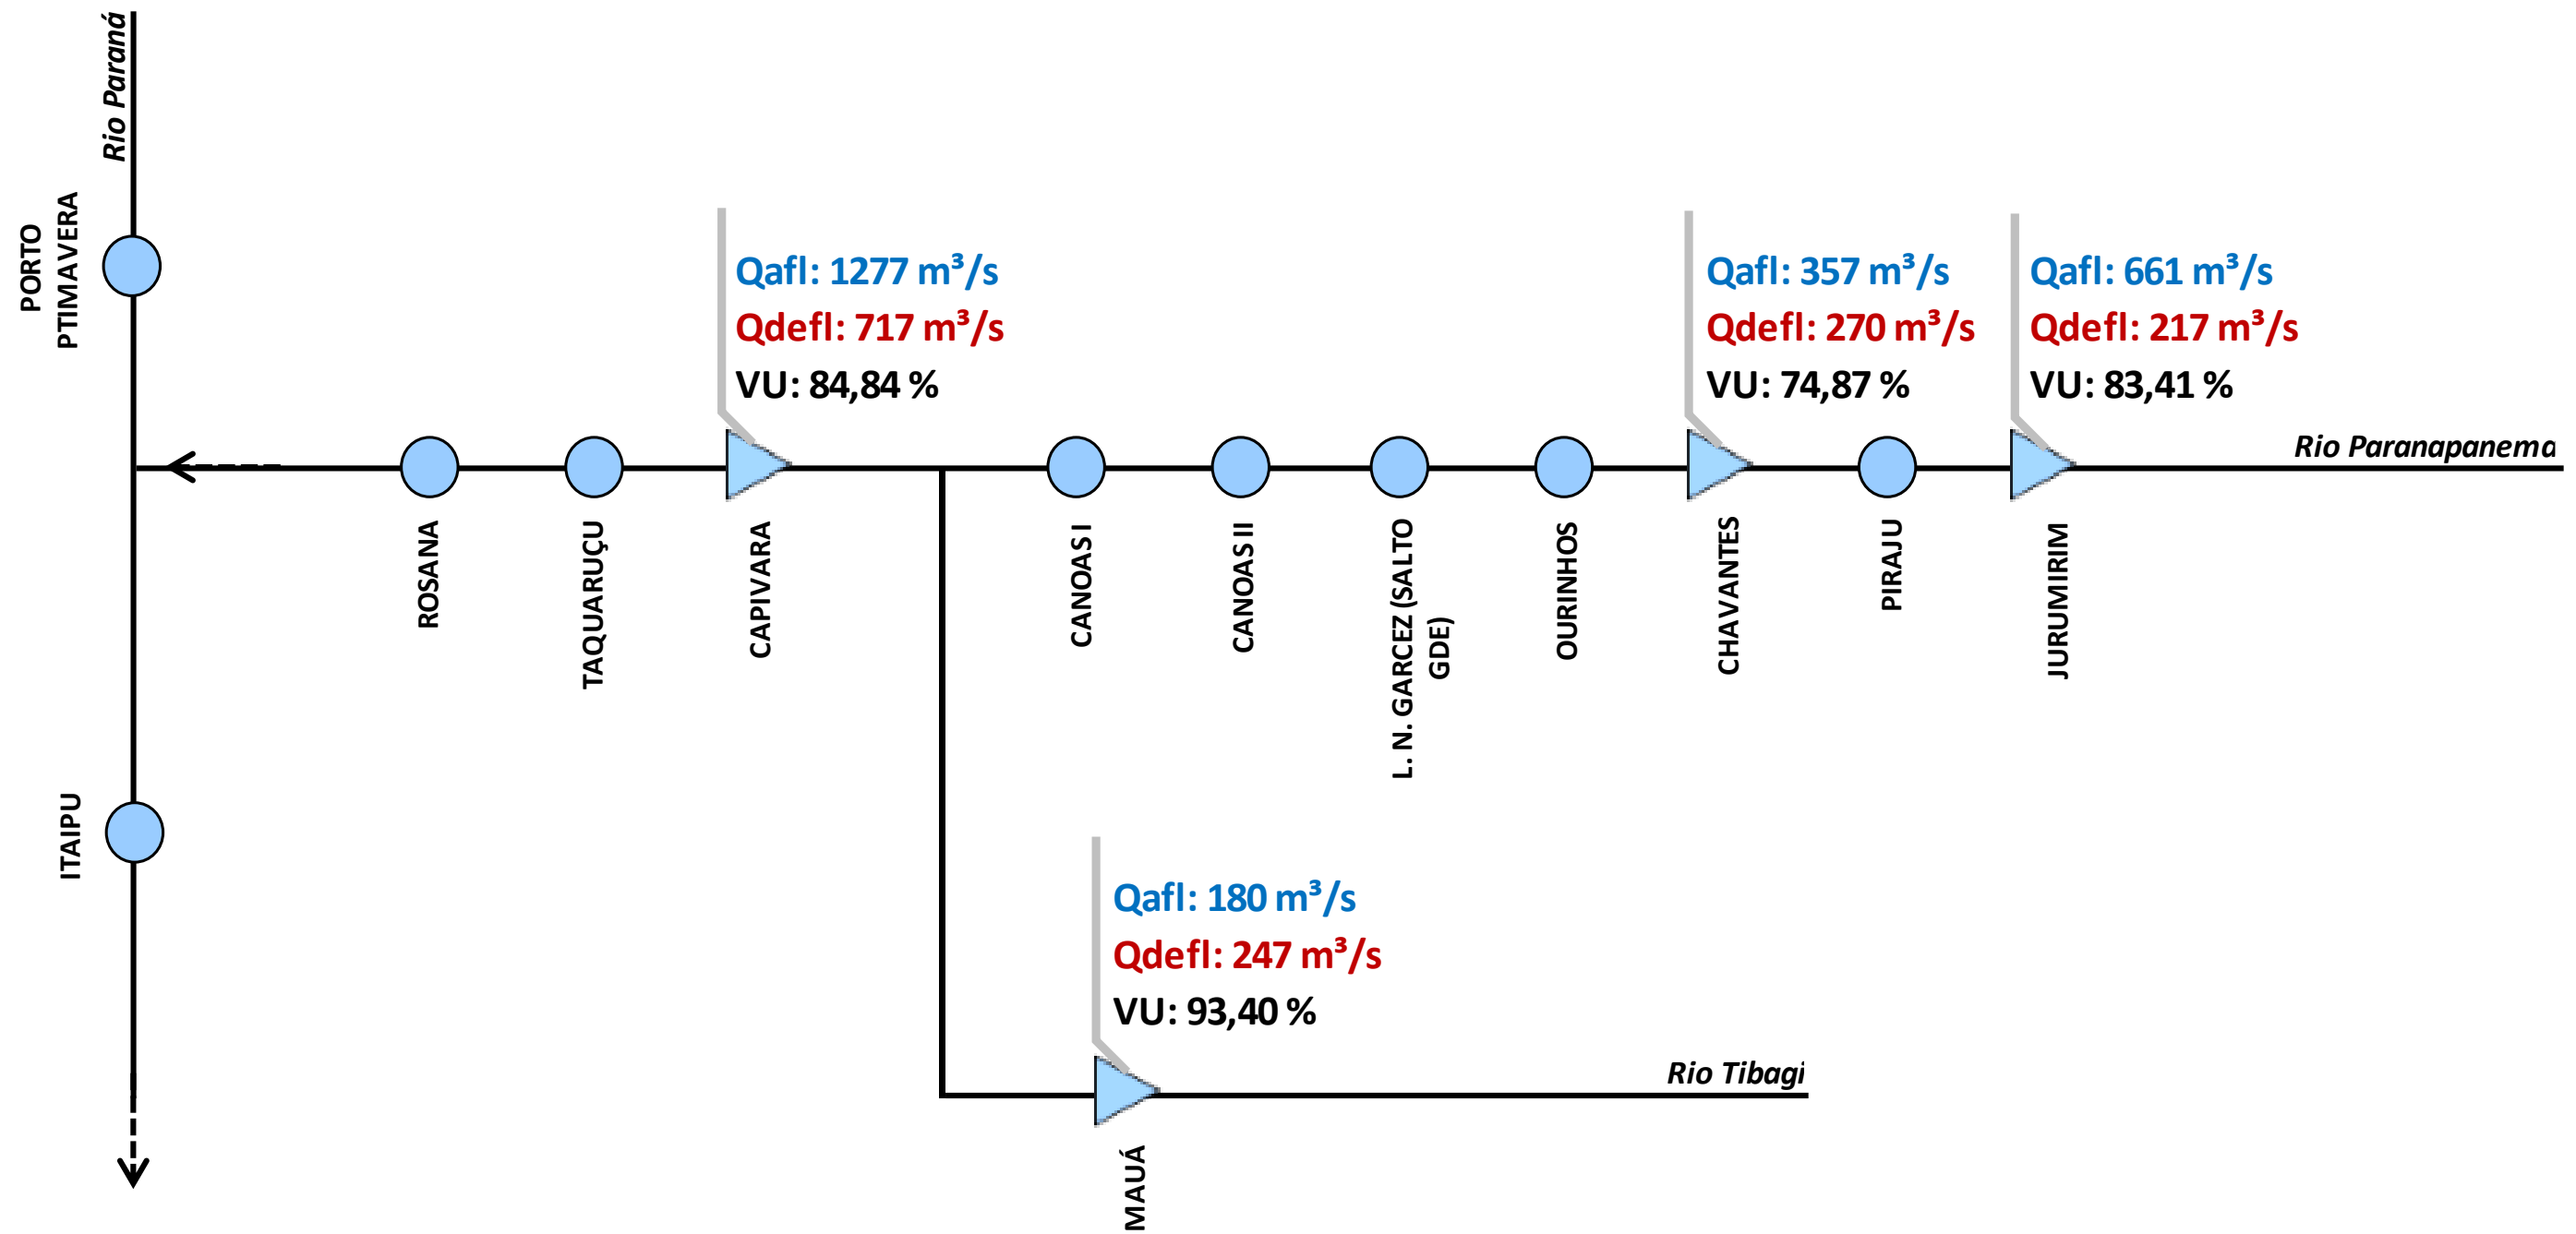 Rio Paraná
PORTO
PTIMAVERA
Qafl: 1277 m³/s
Qdefl: 717 m³/s
VU: 84,84 %
Qafl: 357 m³/s
Qdefl: 270 m³/s
VU: 74,87 %
Qafl: 661 m³/s
Qdefl: 217 m³/s
VU: 83,41 %
Rio Paranapanema
ROSANA
TAQUARUÇU
CAPIVARA
CANOAS I
CANOAS II
L. N. GARCEZ (SALTO
GDE)
OURINHOS
CHAVANTES
PIRAJU
JURUMIRIM
ITAIPU
Qafl: 180 m³/s
Qdefl: 247 m³/s
VU: 93,40 %
Rio Tibagi
MAUÁ